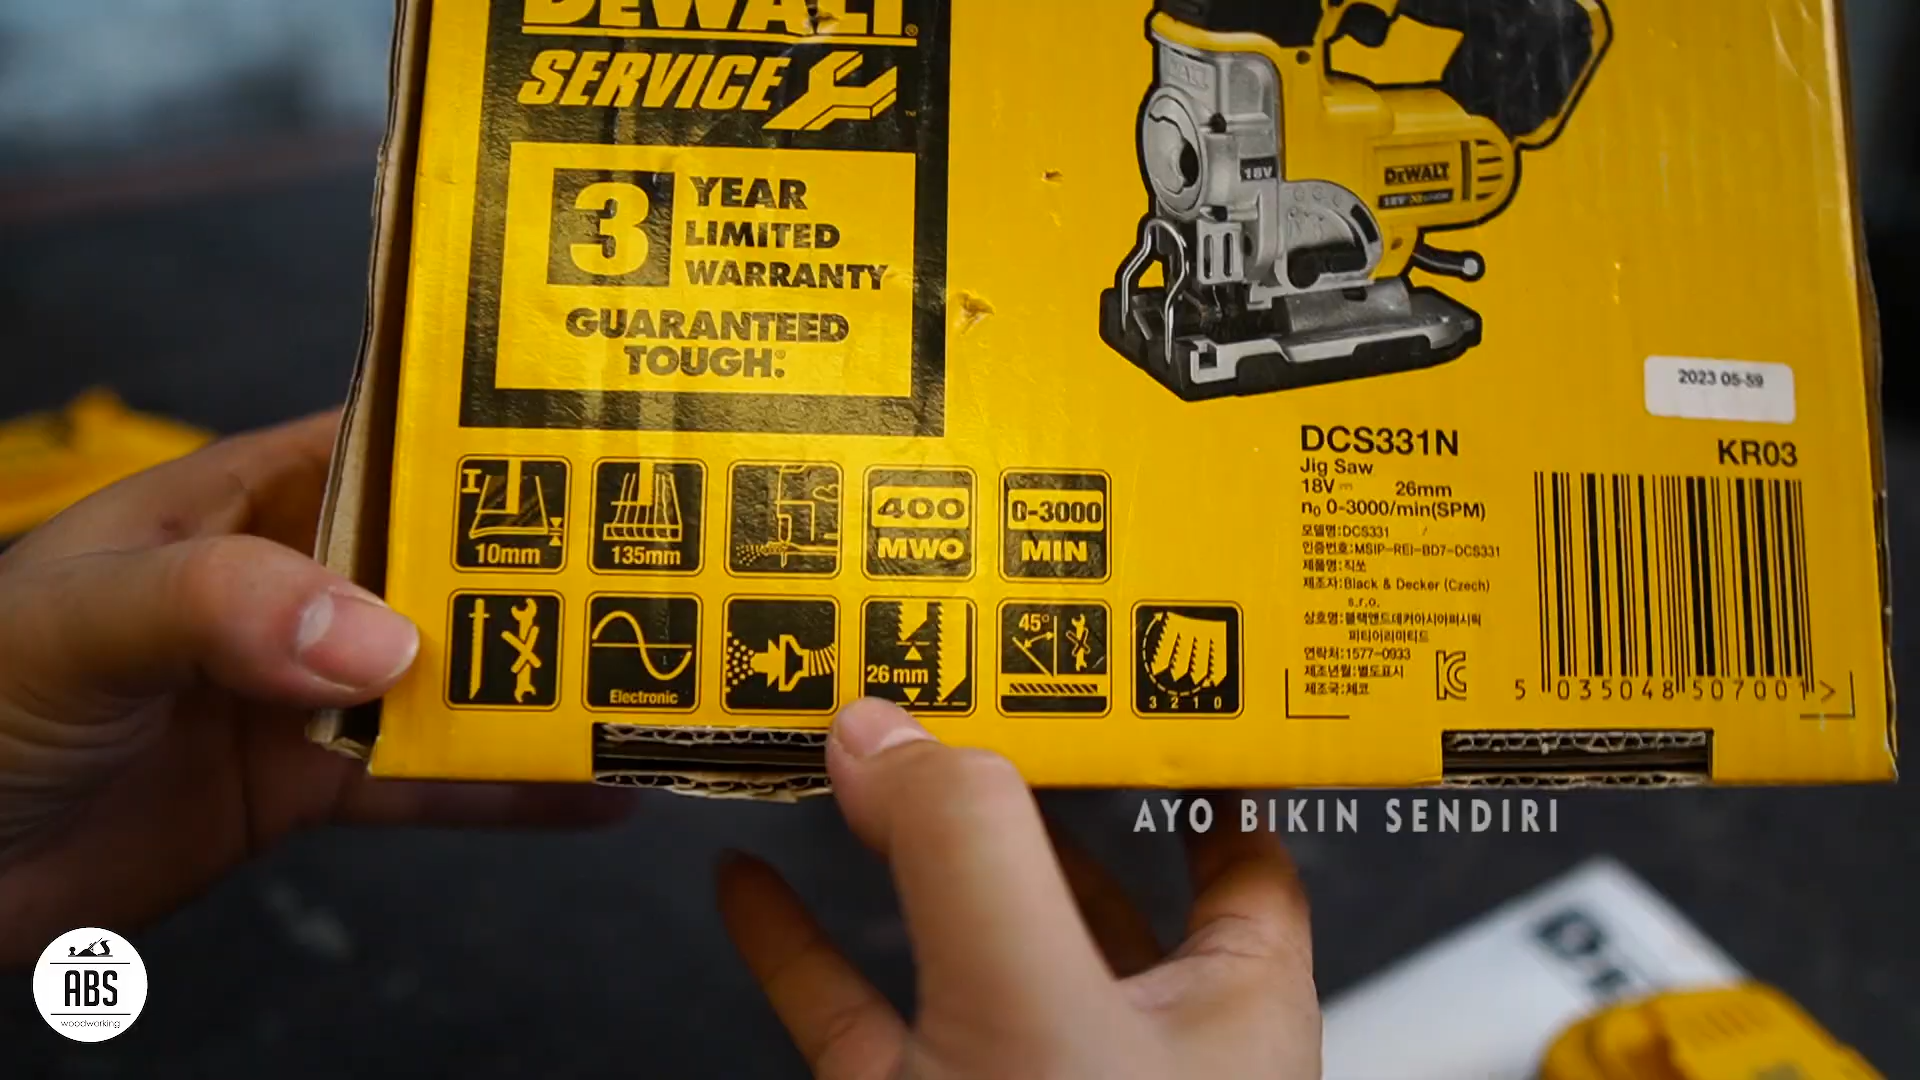 DEWALT®
SERVICE
3 YEAR
LIMITED
WARRANTY
GUARANTEED
TOUGH.
10mm
135mm
400
MWO
0-3000
MIN
Electronic
26 mm
45°
3 2 1 0
18V
DEWALT
18V XR
2023 05-59
DCS331N
KR03
Jig Saw
18V 26mm
n₀ 0-3000/min(SPM)
모델명:DCS331
인증번호:MSIP-REI-BD7-DCS331
제품명:직쏘
제조자:Black & Decker (Czech)
s.r.o.
상호명:블랙앤드데커아시아퍼시픽
피티이리미티드
연락처:1577-0933
제조년월:별도표시
제조국:체코
5 035048 507001 >
AYO BIKIN SENDIRI
ABS
woodworking